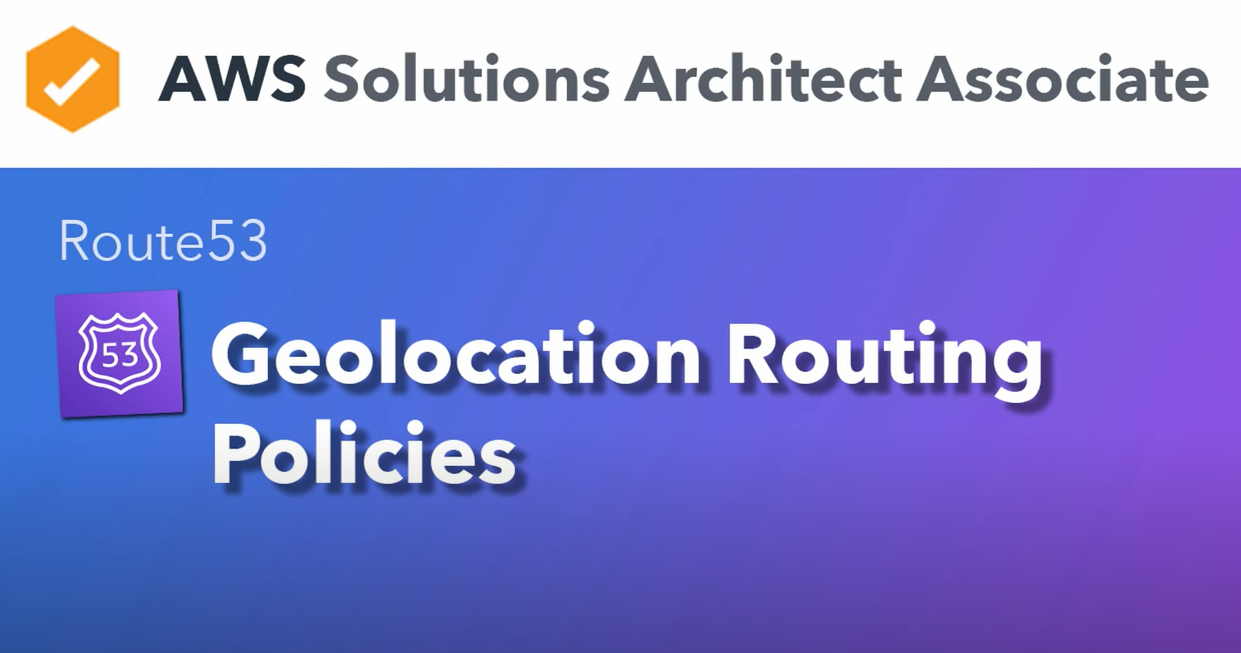 AWS Solutions Architect Associate
Route53
53
Geolocation Routing
Policies